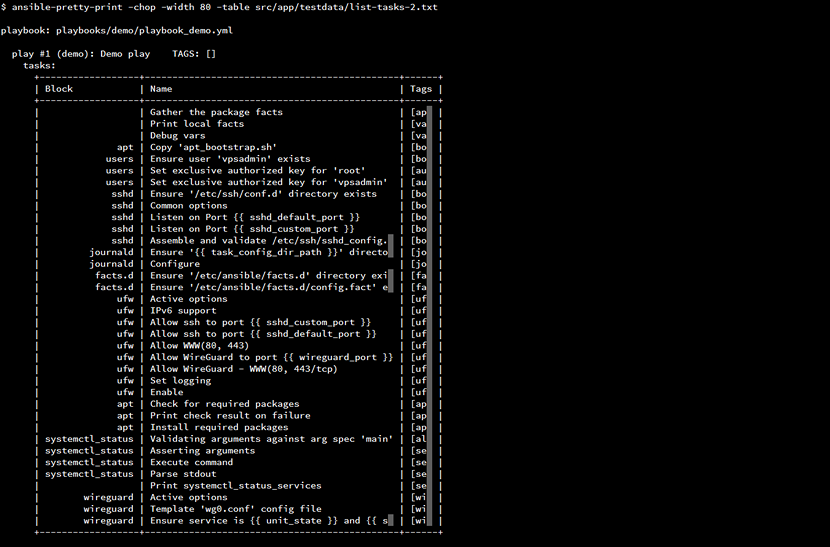 $ ansible-pretty-print -chop -width 80 -table src/app/testdata/list-tasks-2.txt
playbook: playbooks/demo/playbook_demo.yml
play #1 (demo): Demo play    TAGS: []
tasks:
+------------------+----------------------------------------------+------+
| Block            | Name                                         | Tags |
+------------------+----------------------------------------------+------+
|                  | Gather the package facts                     | [ap  |
|                  | Print local facts                            | [va  |
|                  | Debug vars                                   | [va  |
|              apt | Copy 'apt_bootstrap.sh'                      | [bo  |
|            users | Ensure user 'vpsadmin' exists                | [bo  |
|            users | Set exclusive authorized key for 'root'      | [au  |
|            users | Set exclusive authorized key for 'vpsadmin'  | [au  |
|             sshd | Ensure '/etc/ssh/conf.d' directory exists    | [bo  |
|             sshd | Common options                               | [bo  |
|             sshd | Listen on Port {{ sshd_default_port }}       | [bo  |
|             sshd | Listen on Port {{ sshd_custom_port }}        | [bo  |
|             sshd | Assemble and validate /etc/ssh/sshd_config.  | [bo  |
|         journald | Ensure '{{ task_config_dir_path }}' directo  | [jo  |
|         journald | Configure                                    | [jo  |
|          facts.d | Ensure '/etc/ansible/facts.d' directory exi  | [fa  |
|          facts.d | Ensure '/etc/ansible/facts.d/config.fact' e  | [fa  |
|              ufw | Active options                               | [uf  |
|              ufw | IPv6 support                                 | [uf  |
|              ufw | Allow ssh to port {{ sshd_custom_port }}     | [uf  |
|              ufw | Allow ssh to port {{ sshd_default_port }}    | [uf  |
|              ufw | Allow WWW(80, 443)                           | [uf  |
|              ufw | Allow WireGuard to port {{ wireguard_port }} | [uf  |
|              ufw | Allow WireGuard - WWW(80, 443/tcp)           | [uf  |
|              ufw | Set logging                                  | [uf  |
|              ufw | Enable                                       | [uf  |
|              apt | Check for required packages                  | [ap  |
|              apt | Print check result on failure                | [ap  |
|              apt | Install required packages                    | [ap  |
| systemctl_status | Validating arguments against arg spec 'main' | [al  |
| systemctl_status | Asserting arguments                          | [se  |
| systemctl_status | Execute command                              | [se  |
| systemctl_status | Parse stdout                                 | [se  |
|                  | Print systemctl_status_services              | [se  |
|        wireguard | Active options                               | [wi  |
|        wireguard | Template 'wg0.conf' config file              | [wi  |
|        wireguard | Ensure service is {{ unit_state }} and {{ s  | [wi  |
+------------------+----------------------------------------------+------+